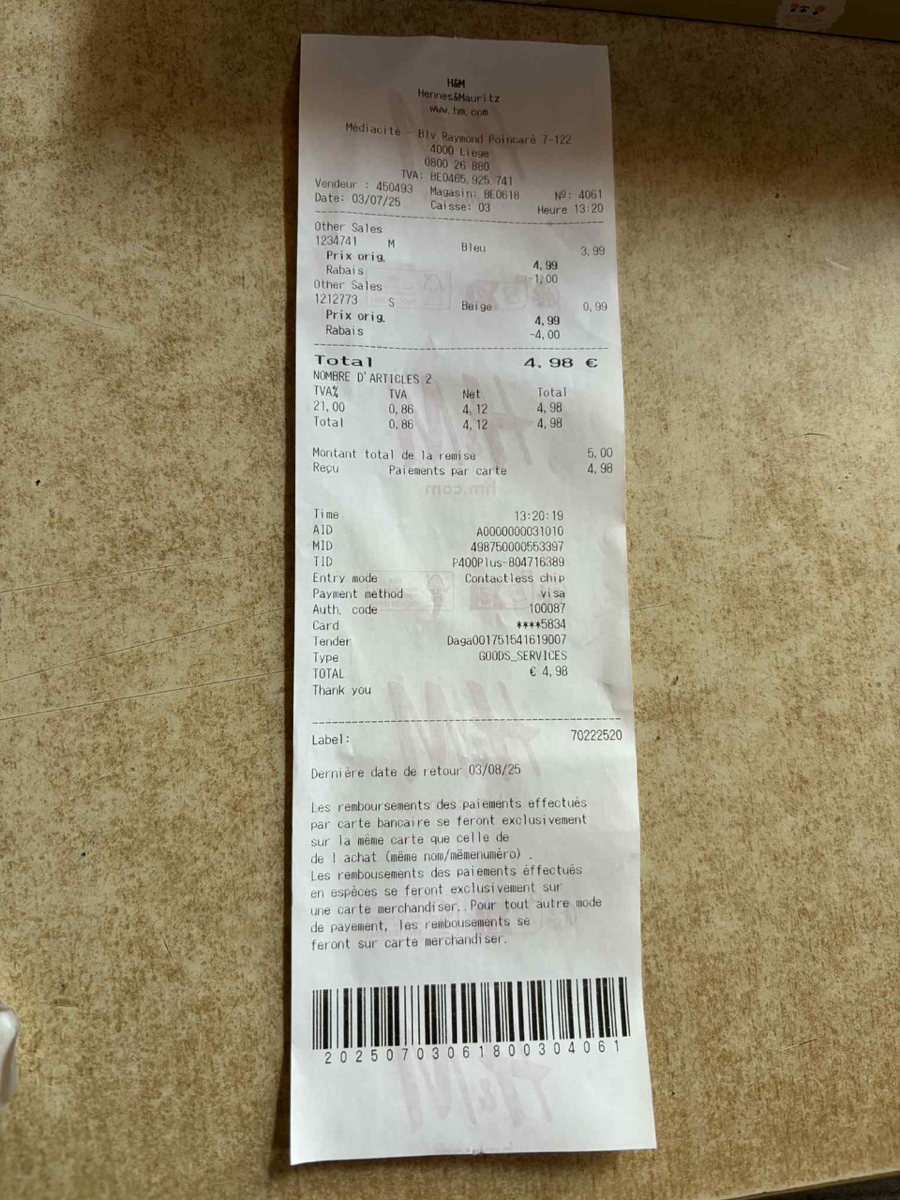 H&M
Hennes&Mauritz
www.hm.com
Médiacité - Blv Raymond Poincaré 7-122
4000 Liege
0800 26 880
TVA: BE0465.925.741
Vendeur : 450493 Magasin: BE0618 Nº: 4061
Date: 03/07/25 Caisse: 03 Heure 13:20
Other Sales
1234741 M Bleu 3,99
Prix orig. 4,99
Rabais -1,00
Other Sales
1212773 S Beige 0,99
Prix orig. 4,99
Rabais -4,00
Total 4,98 €
NOMBRE D'ARTICLES 2
TVA% TVA Net Total
21,00 0,86 4,12 4,98
Total 0,86 4,12 4,98
Montant total de la remise 5,00
Reçu Paiements par carte 4,98
hm.com
Time 13:20:19
AID A0000000031010
MID 498750000553397
TID P400Plus-804716389
Entry mode Contactless chip
Payment method visa
Auth. code 100087
Card ****5834
Tender Daga001751541619007
Type GOODS_SERVICES
TOTAL € 4,98
Thank you
Label: 70222520
Dernière date de retour 03/08/25
Les remboursements des paiements effectués
par carte bancaire se feront exclusivement
sur la même carte que celle de
de l achat (même nom/mêmenuméro) .
Les rembousements des paiements éffectués
en espèces se feront exclusivement sur
une carte merchandiser.. Pour tout autre mode
de payement, les rembousements se
feront sur carte merchandiser.
20250703061800304061